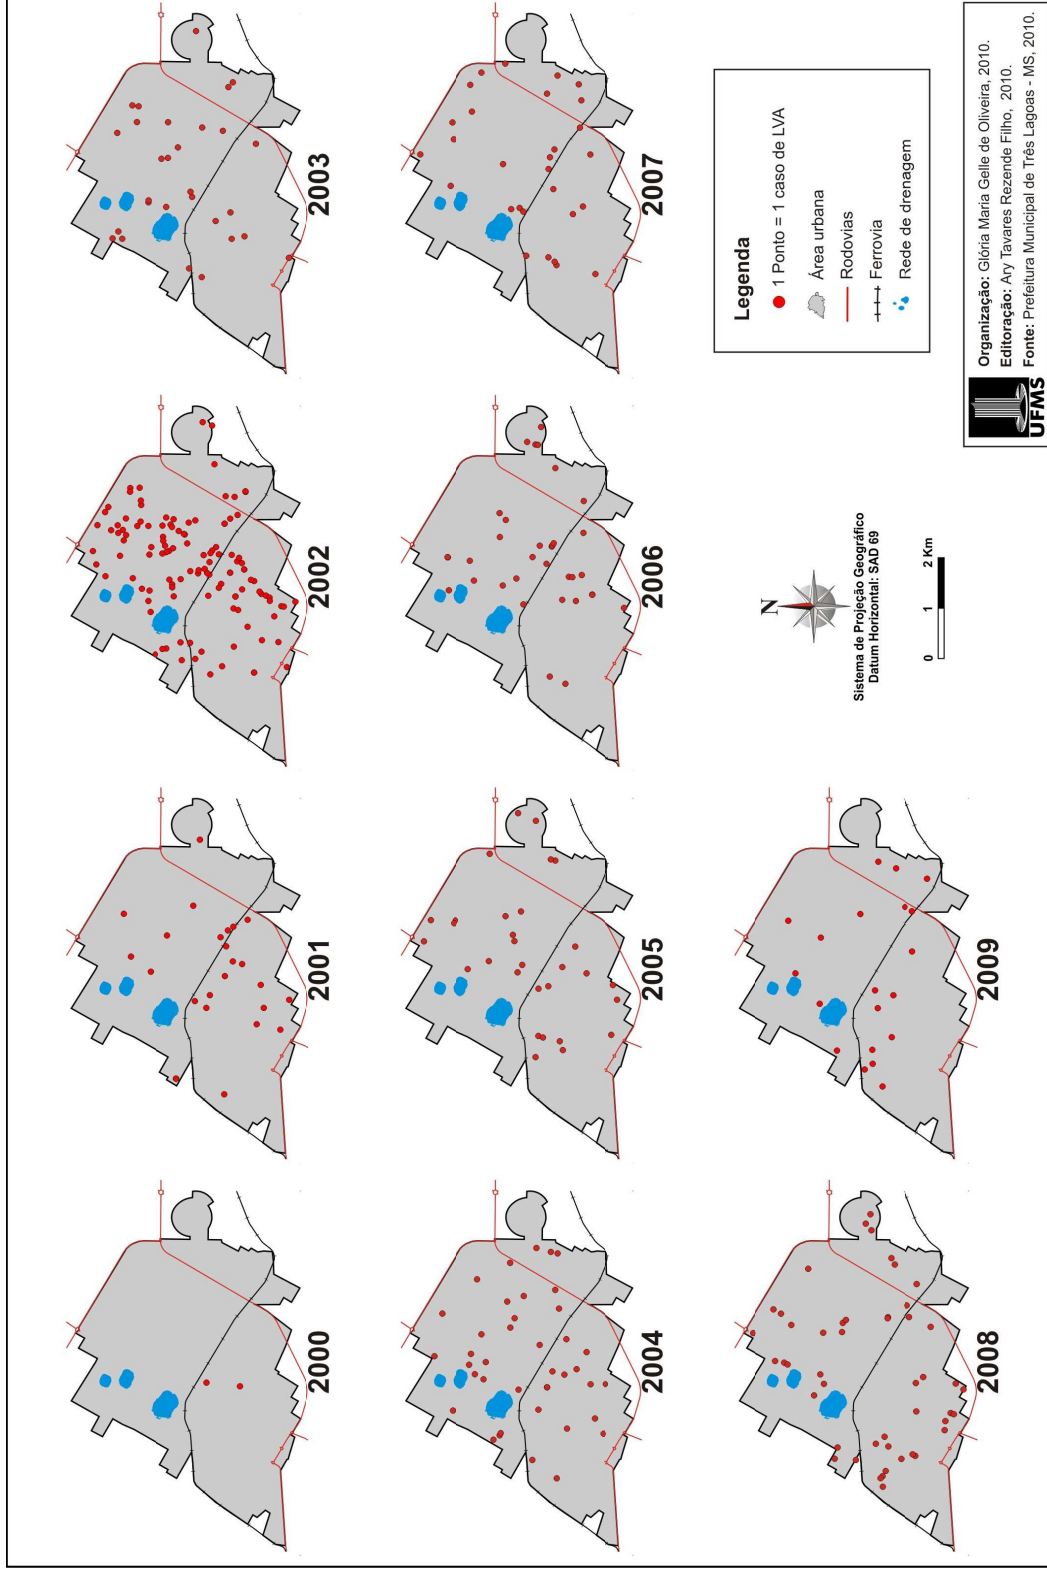 2000
2001
2002
2003
2004
2005
2006
2007
2008
2009
N
Sistema de Projeção Geográfico
Datum Horizontal: SAD 69
0 1 2 Km
Legenda
1 Ponto = 1 caso de LVA
Área urbana
Rodovias
Ferrovia
Rede de drenagem
UFMS
Organização: Glória Maria Gelle de Oliveira, 2010.
Editoração: Ary Tavares Rezende Filho, 2010.
Fonte: Prefeitura Municipal de Três Lagoas - MS, 2010.